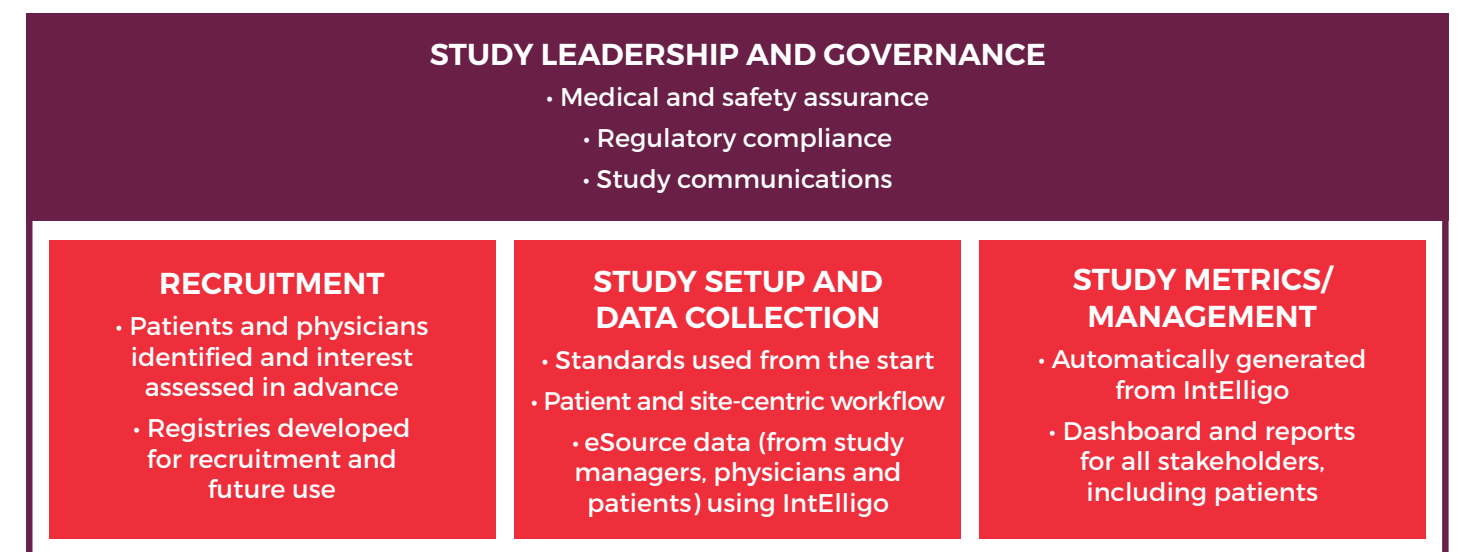 STUDY LEADERSHIP AND GOVERNANCE
• Medical and safety assurance
• Regulatory compliance
• Study communications
RECRUITMENT
• Patients and physicians
identified and interest
assessed in advance
• Registries developed
for recruitment and
future use
STUDY SETUP AND
DATA COLLECTION
• Standards used from the start
• Patient and site-centric workflow
• eSource data (from study
managers, physicians and
patients) using IntElligo
STUDY METRICS/
MANAGEMENT
• Automatically generated
from IntElligo
• Dashboard and reports
for all stakeholders,
including patients